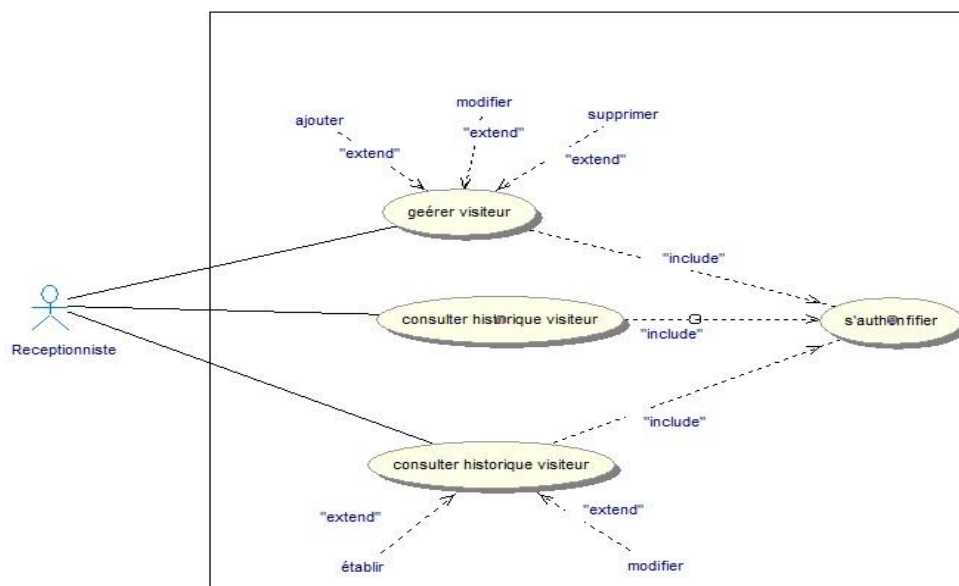 modifier
ajouter
supprimer
"extend"
"extend"
"extend"
geérer visiteur
"include"
consulter historique visiteur
"include"
s'authenfifier
Receptionniste
"include"
consulter historique visiteur
"extend"
"extend"
établir
modifier